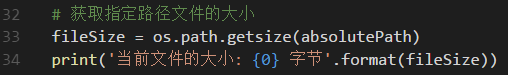 32 # 获取指定路径文件的大小
33 fileSize = os.path.getsize(absolutePath)
34 print('当前文件的大小: {0} 字节'.format(fileSize))